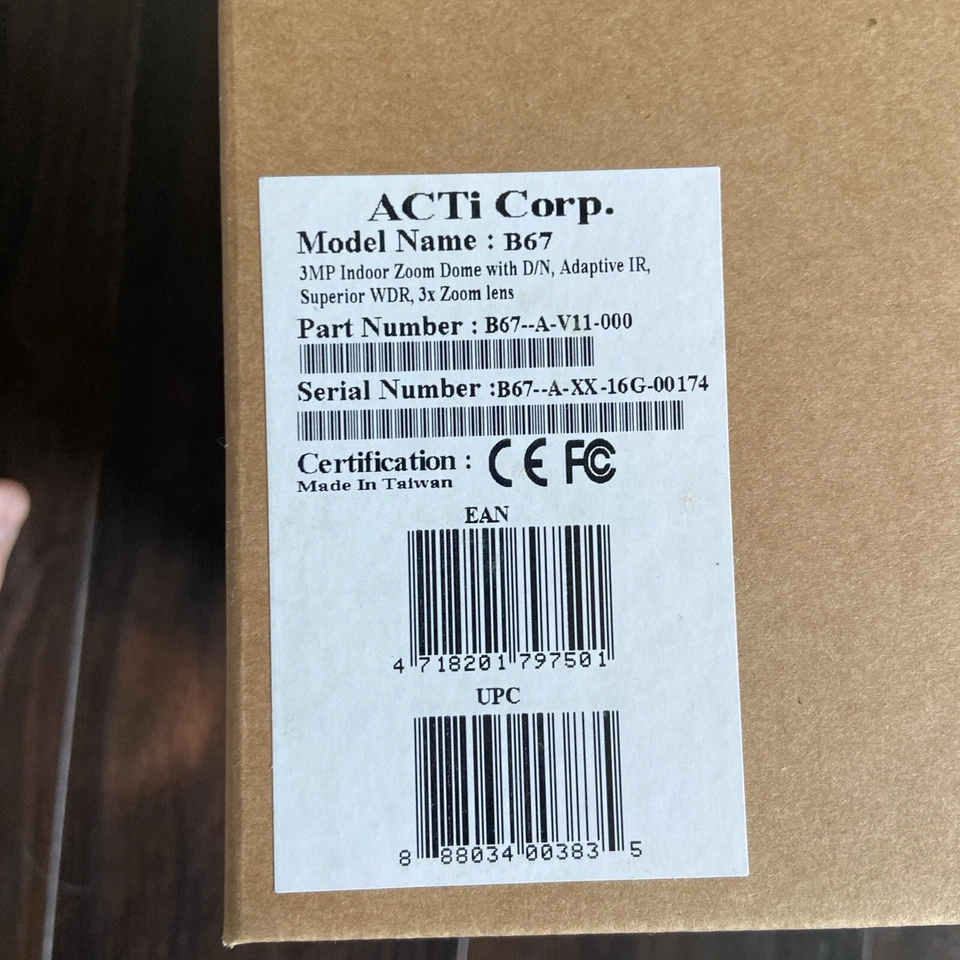 ACTi Corp.
Model Name : B67
3MP Indoor Zoom Dome with D/N, Adaptive IR,
Superior WDR, 3x Zoom lens
Part Number : B67--A-V11-000
Serial Number :B67--A-XX-16G-00174
Certification : CE FC
Made In Taiwan
EAN
4 718201 797501
UPC
8 88034 00383 5